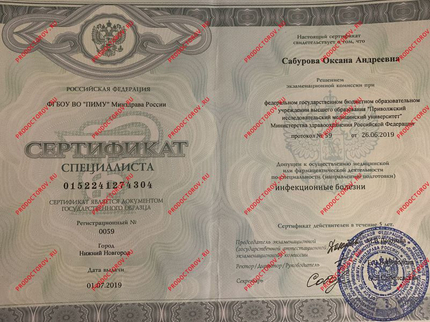 РОССИЙСКАЯ ФЕДЕРАЦИЯ
ФГБОУ ВО "ПИМУ" Минздрава России
СЕРТИФИКАТ
СПЕЦИАЛИСТА
0152241274304
СЕРТИФИКАТ ЯВЛЯЕТСЯ ДОКУМЕНТОМ
ГОСУДАРСТВЕННОГО ОБРАЗЦА
Регистрационный №
0059
Город
Нижний Новгород
Дата выдачи
01.07.2019
Настоящий сертификат
свидетельствует о том, что
Сабурова Оксана Андреевна
Решением
экзаменационной комиссии при
федеральном государственном бюджетном образовательном
учреждении высшего образования "Приволжский
исследовательский медицинский университет"
Министерства здравоохранения Российской Федерации
протокол № 59 от 26.06.2019
Допущен к осуществлению медицинской
или фармацевтической деятельности
по специальности (направлению подготовки)
инфекционные болезни
Сертификат действителен в течение 5 лет
Председатель экзаменационной
Секретарь
PRODOCTOROV.RU